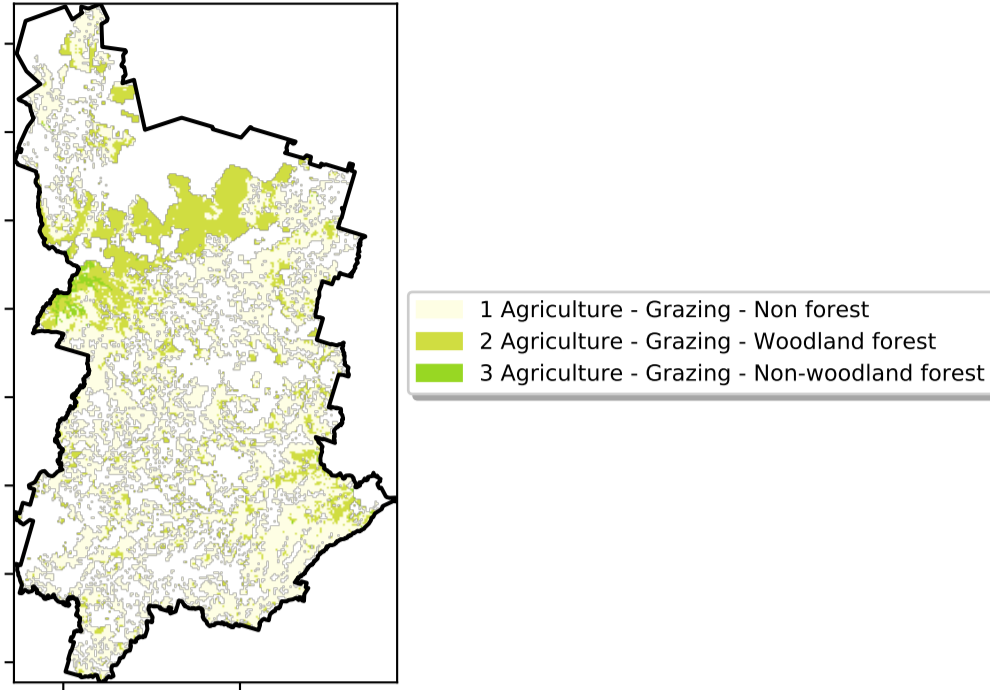 1 Agriculture - Grazing - Non forest
2 Agriculture - Grazing - Woodland forest
3 Agriculture - Grazing - Non-woodland forest